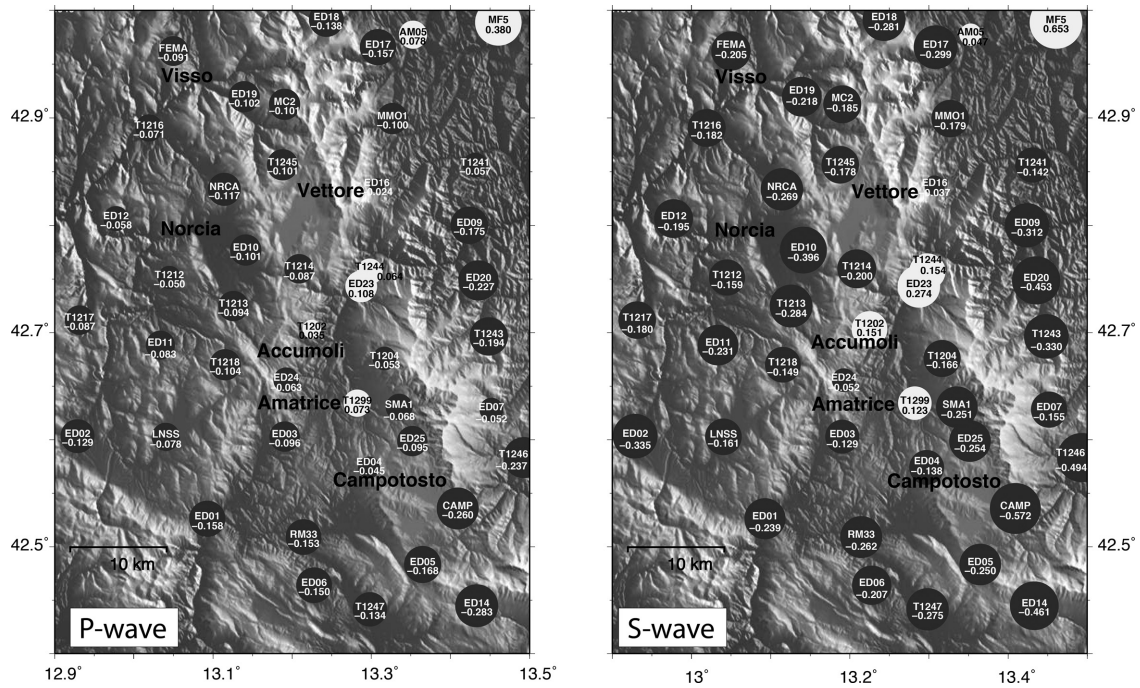 ED18
−0.138
AM05
0.078
MF5
0.380
FEMA
−0.091
ED17
−0.157
Visso
ED19
−0.102
MC2
−0.101
MMO1
−0.100
42.9°
T1216
−0.071
T1245
−0.101
T1241
−0.057
NRCA
−0.117
Vettore
ED16
0.024
ED12
−0.058
Norcia
ED09
−0.175
ED10
−0.101
T1212
−0.050
T1214
−0.087
T1244
0.064
ED23
0.108
ED20
−0.227
T1213
−0.094
T1217
−0.087
42.7°
T1202
0.035
T1243
−0.194
ED11
−0.083
Accumoli
T1218
−0.104
T1204
−0.053
ED24
−0.063
Amatrice
T1299
0.073
SMA1
−0.068
ED07
−0.052
ED02
−0.129
LNSS
−0.078
ED03
−0.096
ED25
−0.095
ED04
−0.045
T1246
−0.237
Campotosto
CAMP
−0.260
ED01
−0.158
42.5°
10 km
RM33
−0.153
ED05
−0.168
ED06
−0.150
T1247
−0.134
ED14
−0.283
P-wave
12.9°
13.1°
13.3°
13.5°
ED18
−0.281
AM05
0.047
MF5
0.653
FEMA
−0.205
ED17
−0.299
Visso
ED19
−0.218
MC2
−0.185
MMO1
−0.179
42.9°
T1216
−0.182
T1245
−0.178
T1241
−0.142
NRCA
−0.269
Vettore
ED16
0.037
ED12
−0.195
Norcia
ED09
−0.312
ED10
−0.396
T1212
−0.159
T1214
−0.200
T1244
0.154
ED23
0.274
ED20
−0.453
T1213
−0.284
T1217
−0.180
42.7°
T1202
0.151
T1243
−0.330
ED11
−0.231
Accumoli
T1218
−0.149
T1204
−0.166
ED24
−0.052
Amatrice
T1299
0.123
SMA1
−0.251
ED07
−0.155
ED02
−0.335
LNSS
−0.161
ED03
−0.129
ED25
−0.254
ED04
−0.138
T1246
−0.494
Campotosto
CAMP
−0.572
ED01
−0.239
42.5°
10 km
RM33
−0.262
ED05
−0.250
ED06
−0.207
T1247
−0.275
ED14
−0.461
S-wave
13°
13.2°
13.4°